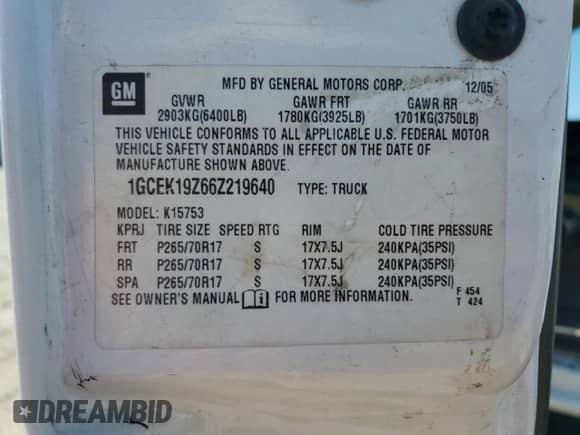 GM
MFD BY GENERAL MOTORS CORP. 12/05
GVWR GAWR FRT GAWR RR
2903KG(6400LB) 1780KG(3925LB) 1701KG(3750LB)
THIS VEHICLE CONFORMS TO ALL APPLICABLE U.S. FEDERAL MOTOR
VEHICLE SAFETY STANDARDS IN EFFECT ON THE DATE OF
MANUFACTURE SHOWN ABOVE.
1GCEK19Z66Z219640 TYPE: TRUCK
MODEL: K15753
KPRJ TIRE SIZE SPEED RTG RIM COLD TIRE PRESSURE
FRT P265/70R17 S 17X7.5J 240KPA(35PSI)
RR P265/70R17 S 17X7.5J 240KPA(35PSI)
SPA P265/70R17 S 17X7.5J 240KPA(35PSI)
SEE OWNER'S MANUAL FOR MORE INFORMATION.
F 454
T 424
DREAMBID